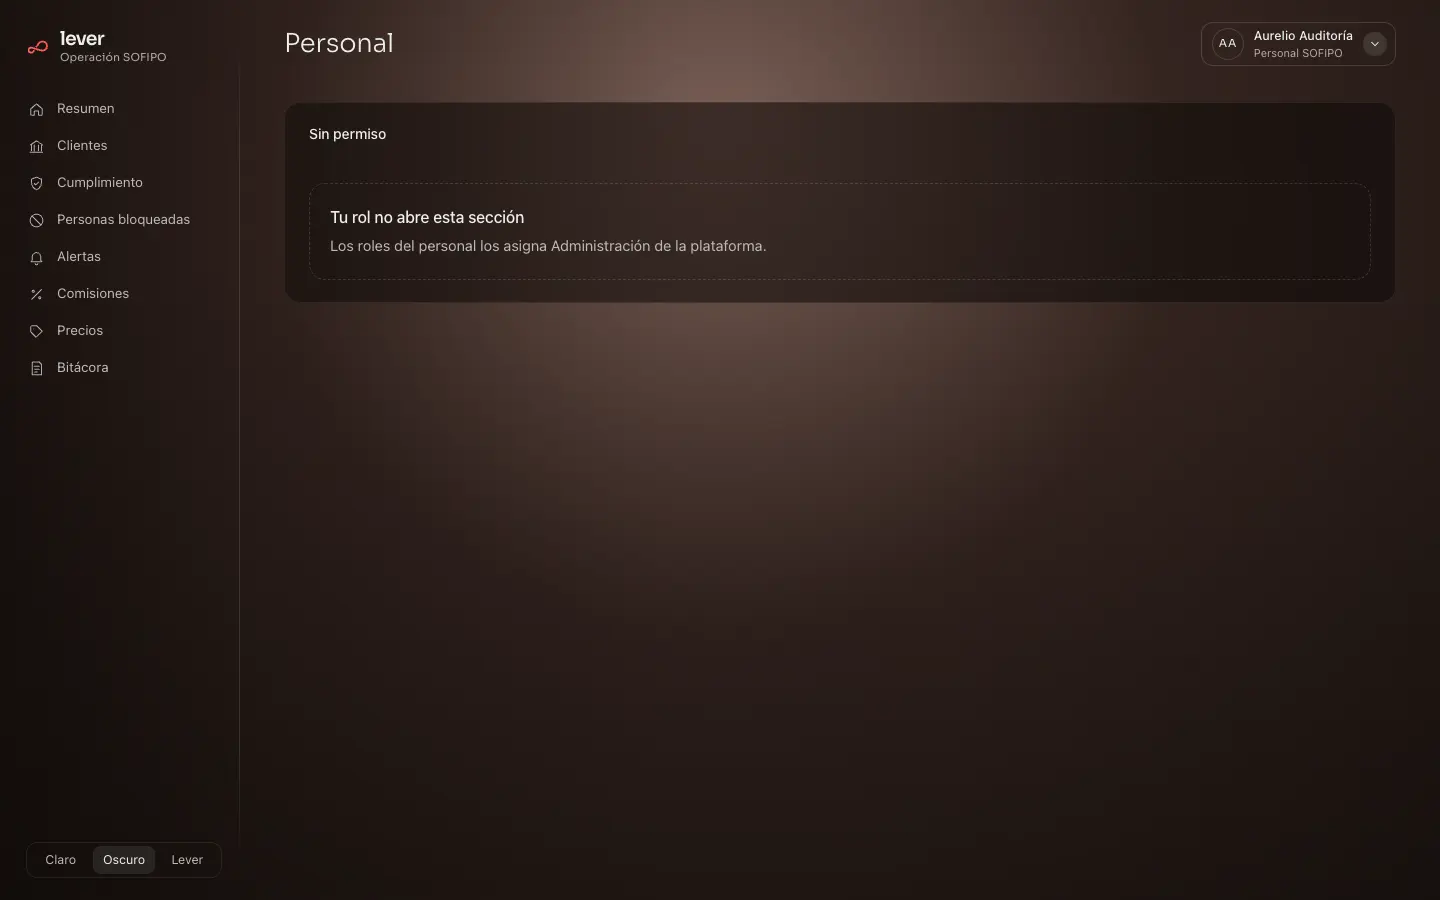 lever
Operación SOFIPO
Resumen
Clientes
Cumplimiento
Personas bloqueadas
Alertas
Comisiones
Precios
Bitácora
Claro
Oscuro
Lever
Personal
AA
Aurelio Auditoría
Personal SOFIPO
Sin permiso
Tu rol no abre esta sección
Los roles del personal los asigna Administración de la plataforma.